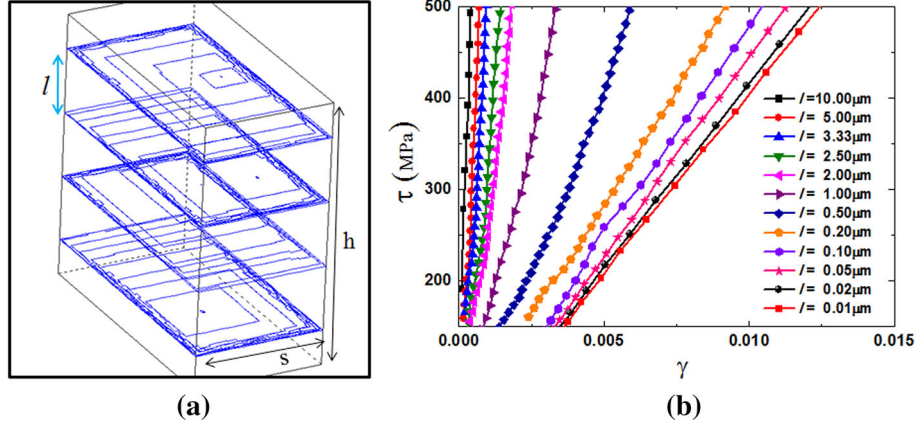 l
h
s
(a)
500
400
300
200
τ (MPa)
0.000
0.005
0.010
0.015
γ
l=10.00μm
l= 5.00μm
l= 3.33μm
l= 2.50μm
l= 2.00μm
l= 1.00μm
l= 0.50μm
l= 0.20μm
l= 0.10μm
l= 0.05μm
l= 0.02μm
l= 0.01μm
(b)